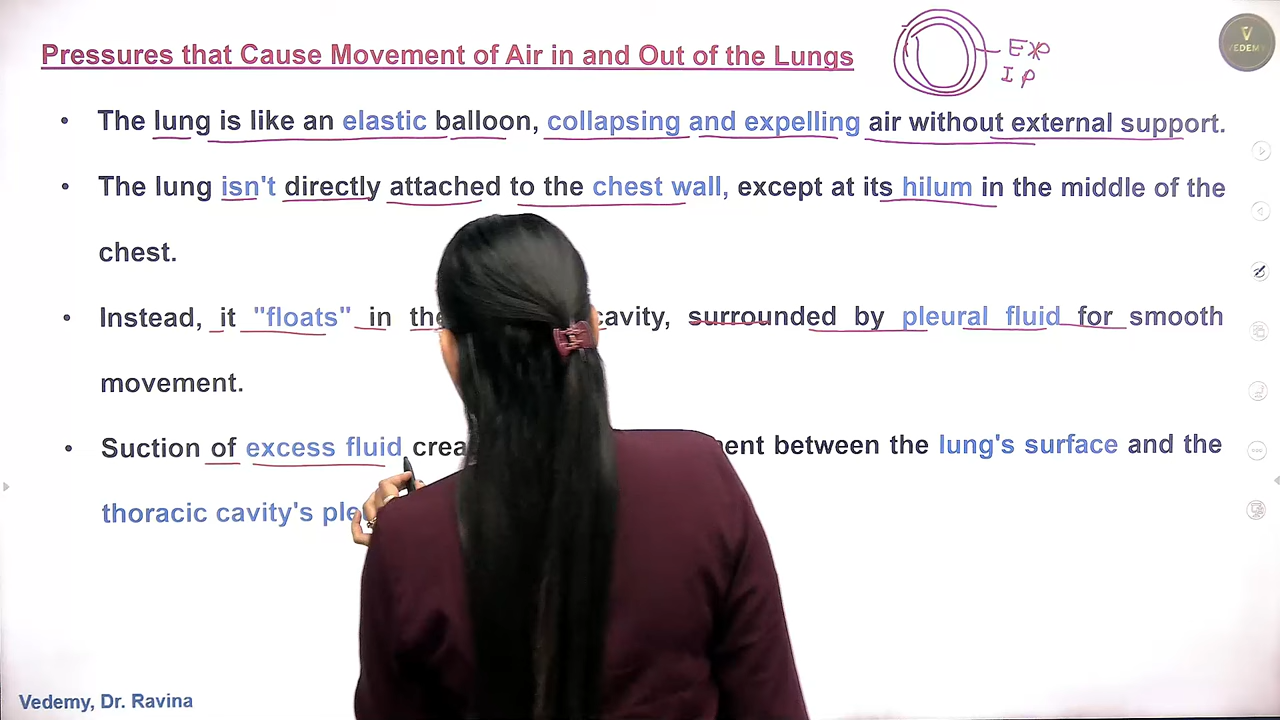 Pressures that Cause Movement of Air in and Out of the Lungs
EXP
IP
VEDEMY
• The lung is like an elastic balloon, collapsing and expelling air without external support.
• The lung isn't directly attached to the chest wall, except at its hilum in the middle of the
chest.
• Instead, it "floats" in the cavity, surrounded by pleural fluid for smooth
movement.
• Suction of excess fluid between the lung's surface and the
thoracic cavity's
Vedemy, Dr. Ravina